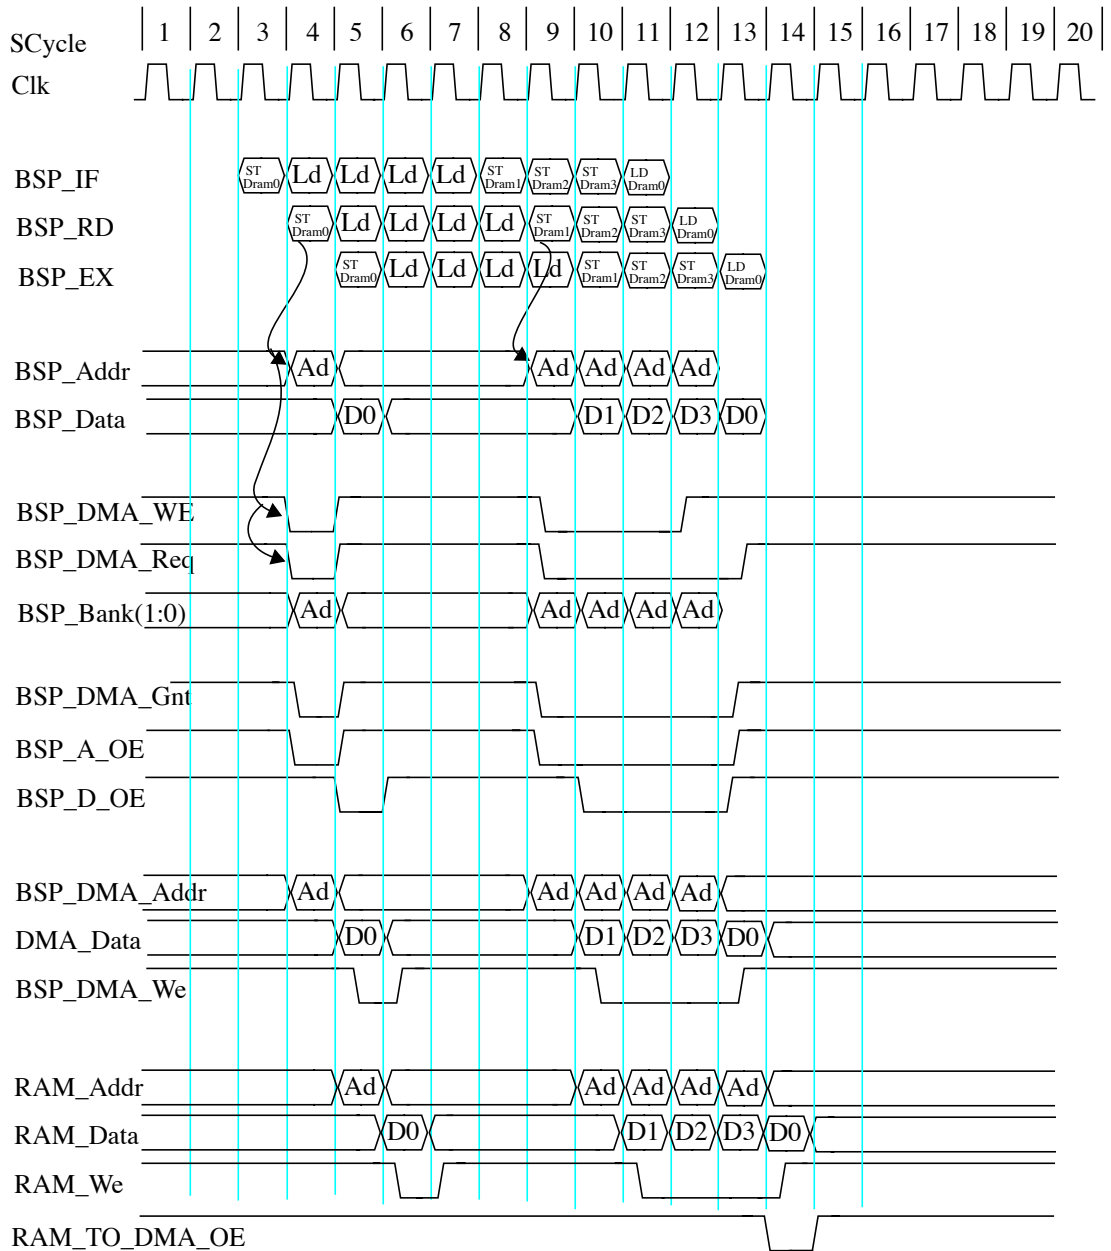 SCycle 1 2 3 4 5 6 7 8 9 10 11 12 13 14 15 16 17 18 19 20
Clk
BSP_IF ST Dram0 Ld Ld Ld Ld ST Dram1 ST Dram2 ST Dram3 LD Dram0
BSP_RD ST Dram0 Ld Ld Ld Ld ST Dram1 ST Dram2 ST Dram3 LD Dram0
BSP_EX ST Dram0 Ld Ld Ld Ld ST Dram1 ST Dram2 ST Dram3 LD Dram0
BSP_Addr Ad Ad Ad Ad Ad
BSP_Data D0 D1 D2 D3 D0
BSP_DMA_WE
BSP_DMA_Req
BSP_Bank(1:0) Ad Ad Ad Ad Ad
BSP_DMA_Gnt
BSP_A_OE
BSP_D_OE
BSP_DMA_Addr Ad Ad Ad Ad Ad
DMA_Data D0 D1 D2 D3 D0
BSP_DMA_We
RAM_Addr Ad Ad Ad Ad Ad
RAM_Data D0 D1 D2 D3 D0
RAM_We
RAM_TO_DMA_OE